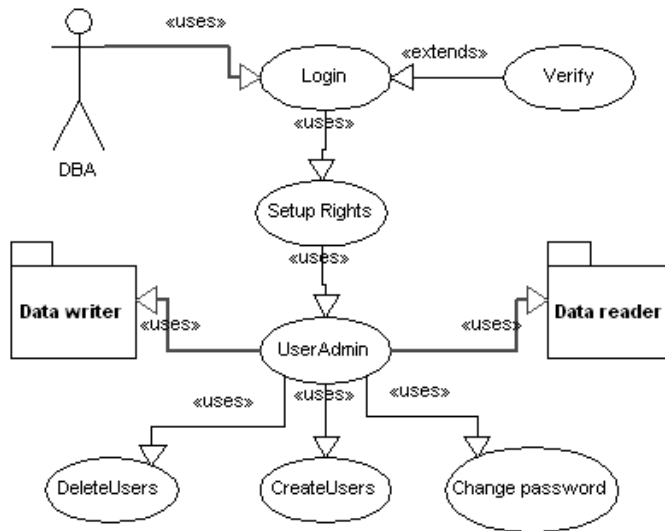 «uses»
«extends»
Login
Verify
«uses»
DBA
Setup Rights
«uses»
Data writer
Data reader
«uses»
«uses»
UserAdmin
«uses»
«uses»
«uses»
DeleteUsers
CreateUsers
Change password